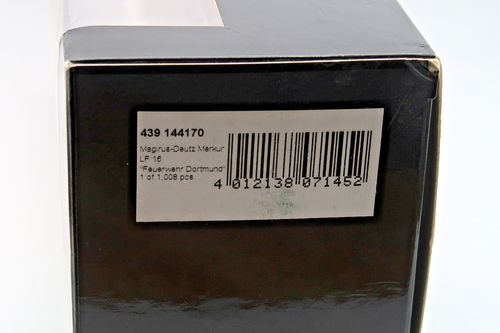 439 144170
Magirus-Deutz Merkur
LF 16
"Feuerwehr Dortmund"
1 of 1,008 pcs.
4 012138 071452